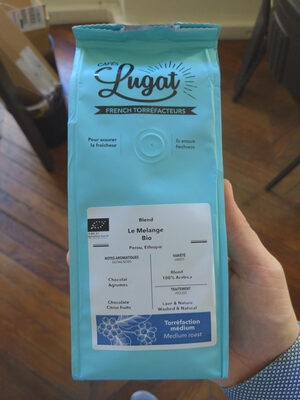 CAFÉS
Lugat
FRENCH TORRÉFACTEURS
Pour assurer
la fraîcheur
To ensure
freshness
Blend
Le Mélange
Bio
Pérou, Ethiopie
NOTES AROMATIQUES
VARIÉTÉ
Chocolat
Agrumes
Blend
100% Arabica
TRAITEMENT
Chocolate
Citrus fruits
Lavé & Nature
Washed & Natural
Torréfaction
médium
Medium roast